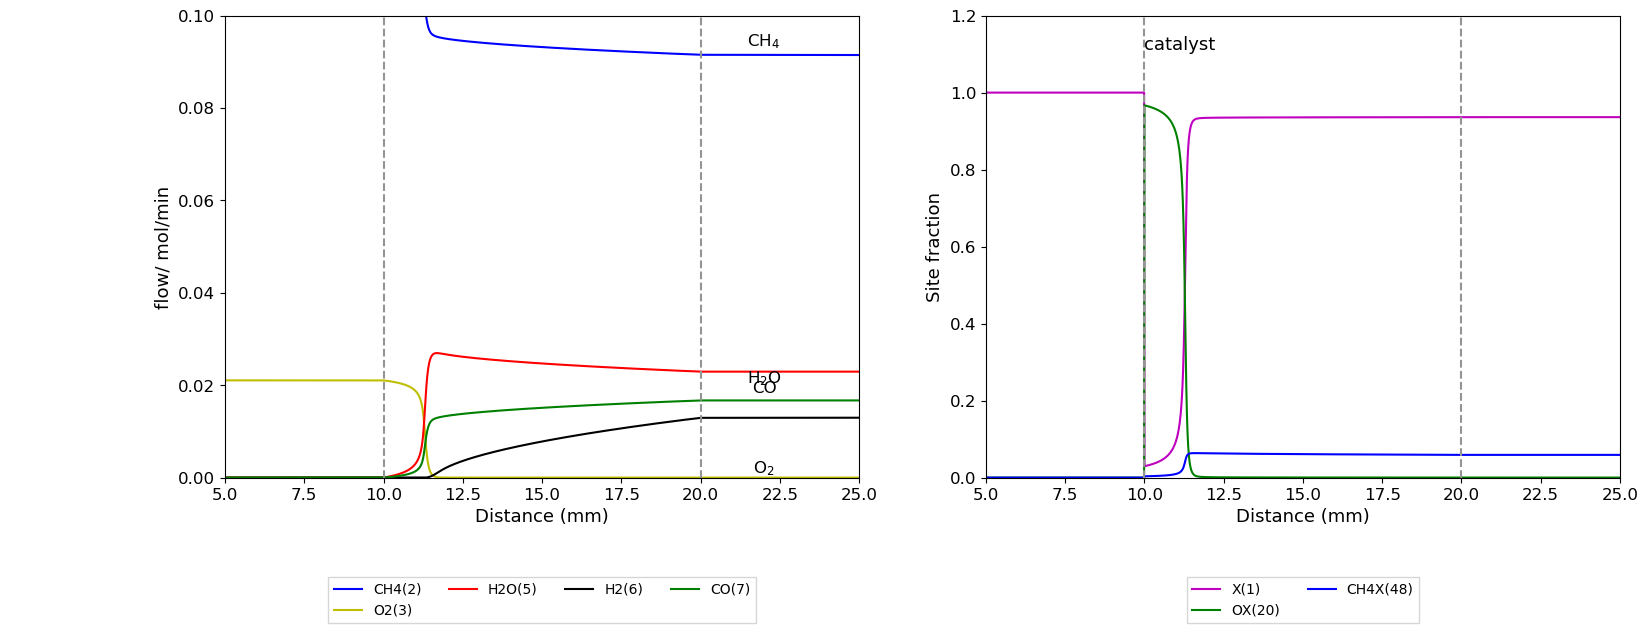 0.10
0.08
0.06
0.04
0.02
0.00
flow/ mol/min
CH₄
H₂O
CO
O₂
5.0 7.5 10.0 12.5 15.0 17.5 20.0 22.5 25.0
Distance (mm)
CH4(2) H2O(5) H2(6) CO(7)
O2(3)
1.2
1.0
0.8
0.6
0.4
0.2
0.0
Site fraction
catalyst
5.0 7.5 10.0 12.5 15.0 17.5 20.0 22.5 25.0
Distance (mm)
X(1) CH4X(48)
OX(20)